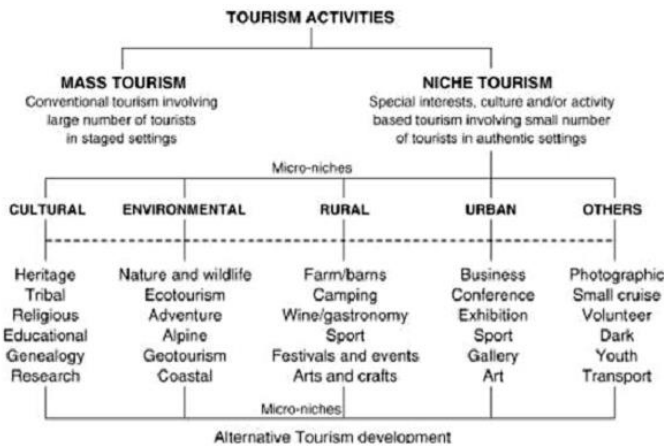 TOURISM ACTIVITIES
MASS TOURISM
Conventional tourism involving
large number of tourists
in staged settings
NICHE TOURISM
Special interests, culture and/or activity
based tourism involving small number
of tourists in authentic settings
Micro-niches
CULTURAL
ENVIRONMENTAL
RURAL
URBAN
OTHERS
Heritage
Tribal
Religious
Educational
Genealogy
Research
Nature and wildlife
Ecotourism
Adventure
Alpine
Geotourism
Coastal
Farm/barns
Camping
Wine/gastronomy
Sport
Festivals and events
Arts and crafts
Business
Conference
Exhibition
Sport
Gallery
Art
Photographic
Small cruise
Volunteer
Dark
Youth
Transport
Micro-niches
Alternative Tourism development